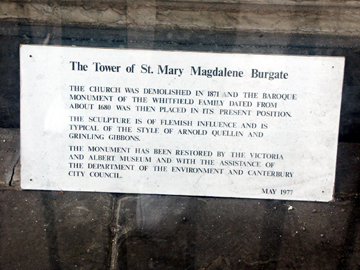 The Tower of St. Mary Magdalene Burgate
THE CHURCH WAS DEMOLISHED IN 1871 AND THE BAROQUE
MONUMENT OF THE WHITFIELD FAMILY DATED FROM
ABOUT 1680 WAS THEN PLACED IN ITS PRESENT POSITION.
THE SCULPTURE IS OF FLEMISH INFLUENCE AND IS
TYPICAL OF THE STYLE OF ARNOLD QUELLIN AND
GRINLING GIBBONS.
THE MONUMENT HAS BEEN RESTORED BY THE VICTORIA
AND ALBERT MUSEUM AND WITH THE ASSISTANCE OF
THE DEPARTMENT OF THE ENVIRONMENT AND CANTERBURY
CITY COUNCIL.
MAY 1977